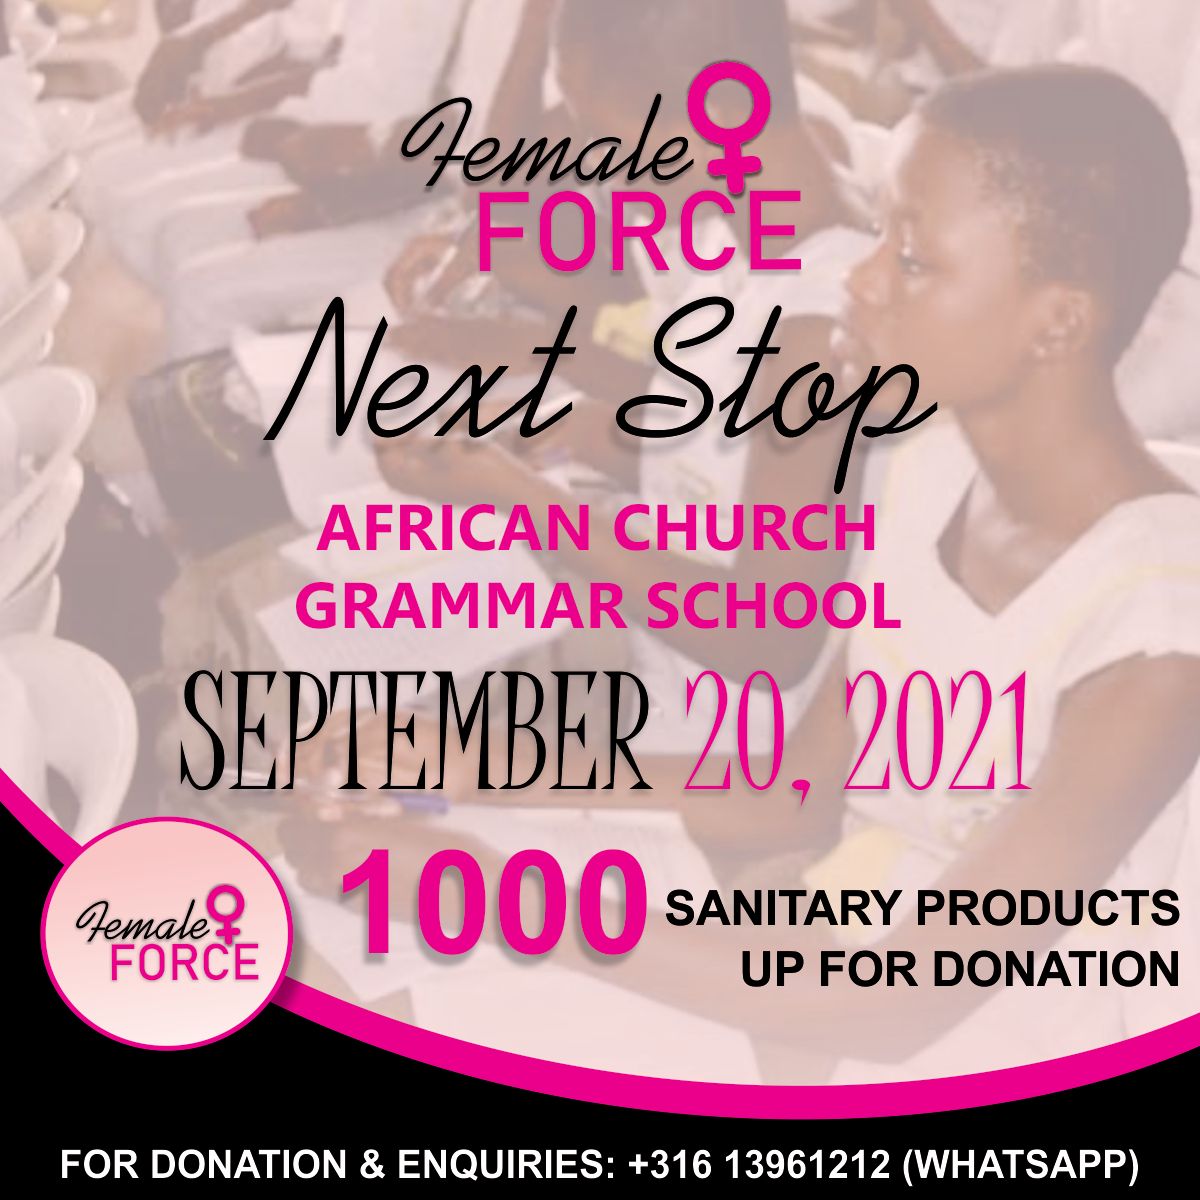 Female
FORCE
Next Stop
AFRICAN CHURCH
GRAMMAR SCHOOL
SEPTEMBER 20, 2021
1000 SANITARY PRODUCTS
UP FOR DONATION
Female
FORCE
FOR DONATION & ENQUIRIES: +316 13961212 (WHATSAPP)